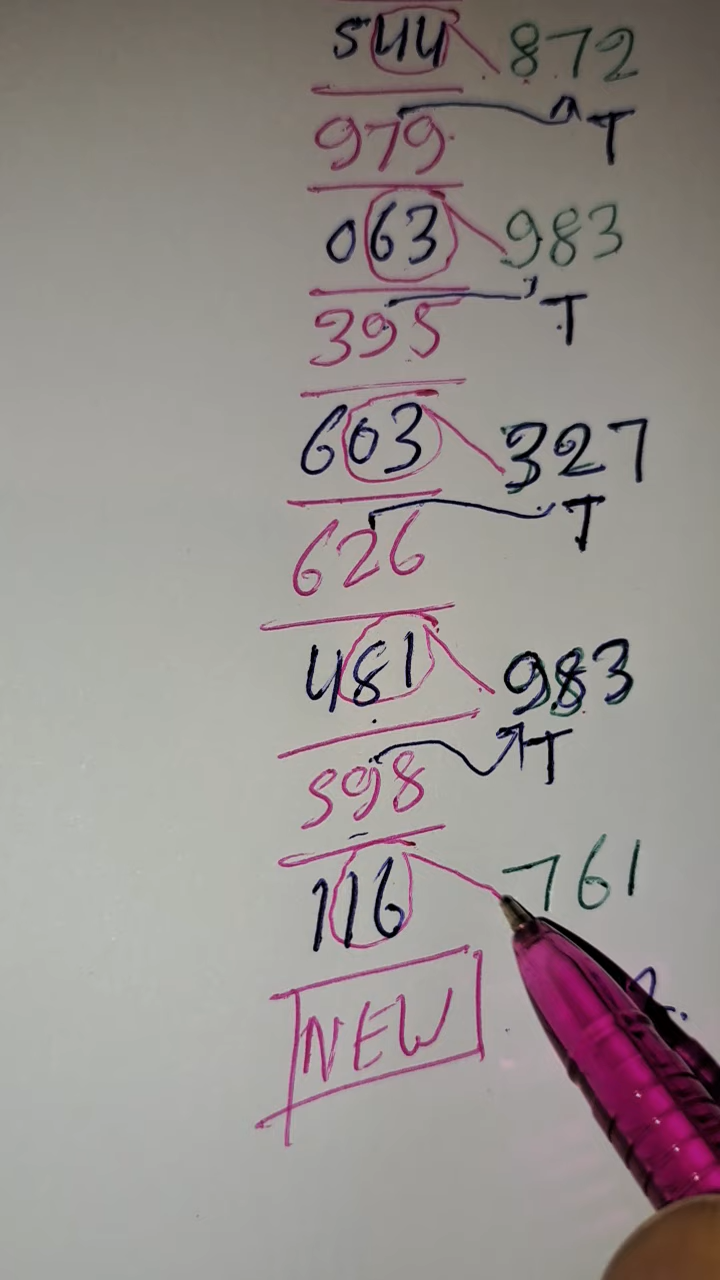 544 872
979 T
063 983
395 T
603 327
626 T
481 983
598 T
116 761
NEW